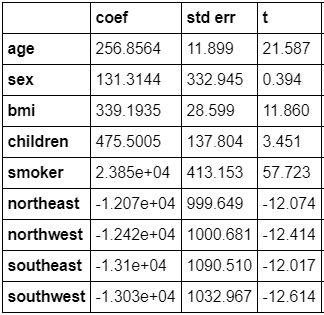 coef std err t
age 256.8564 11.899 21.587
sex 131.3144 332.945 0.394
bmi 339.1935 28.599 11.860
children 475.5005 137.804 3.451
smoker 2.385e+04 413.153 57.723
northeast -1.207e+04 999.649 -12.074
northwest -1.242e+04 1000.681 -12.414
southeast -1.31e+04 1090.510 -12.017
southwest -1.303e+04 1032.967 -12.614